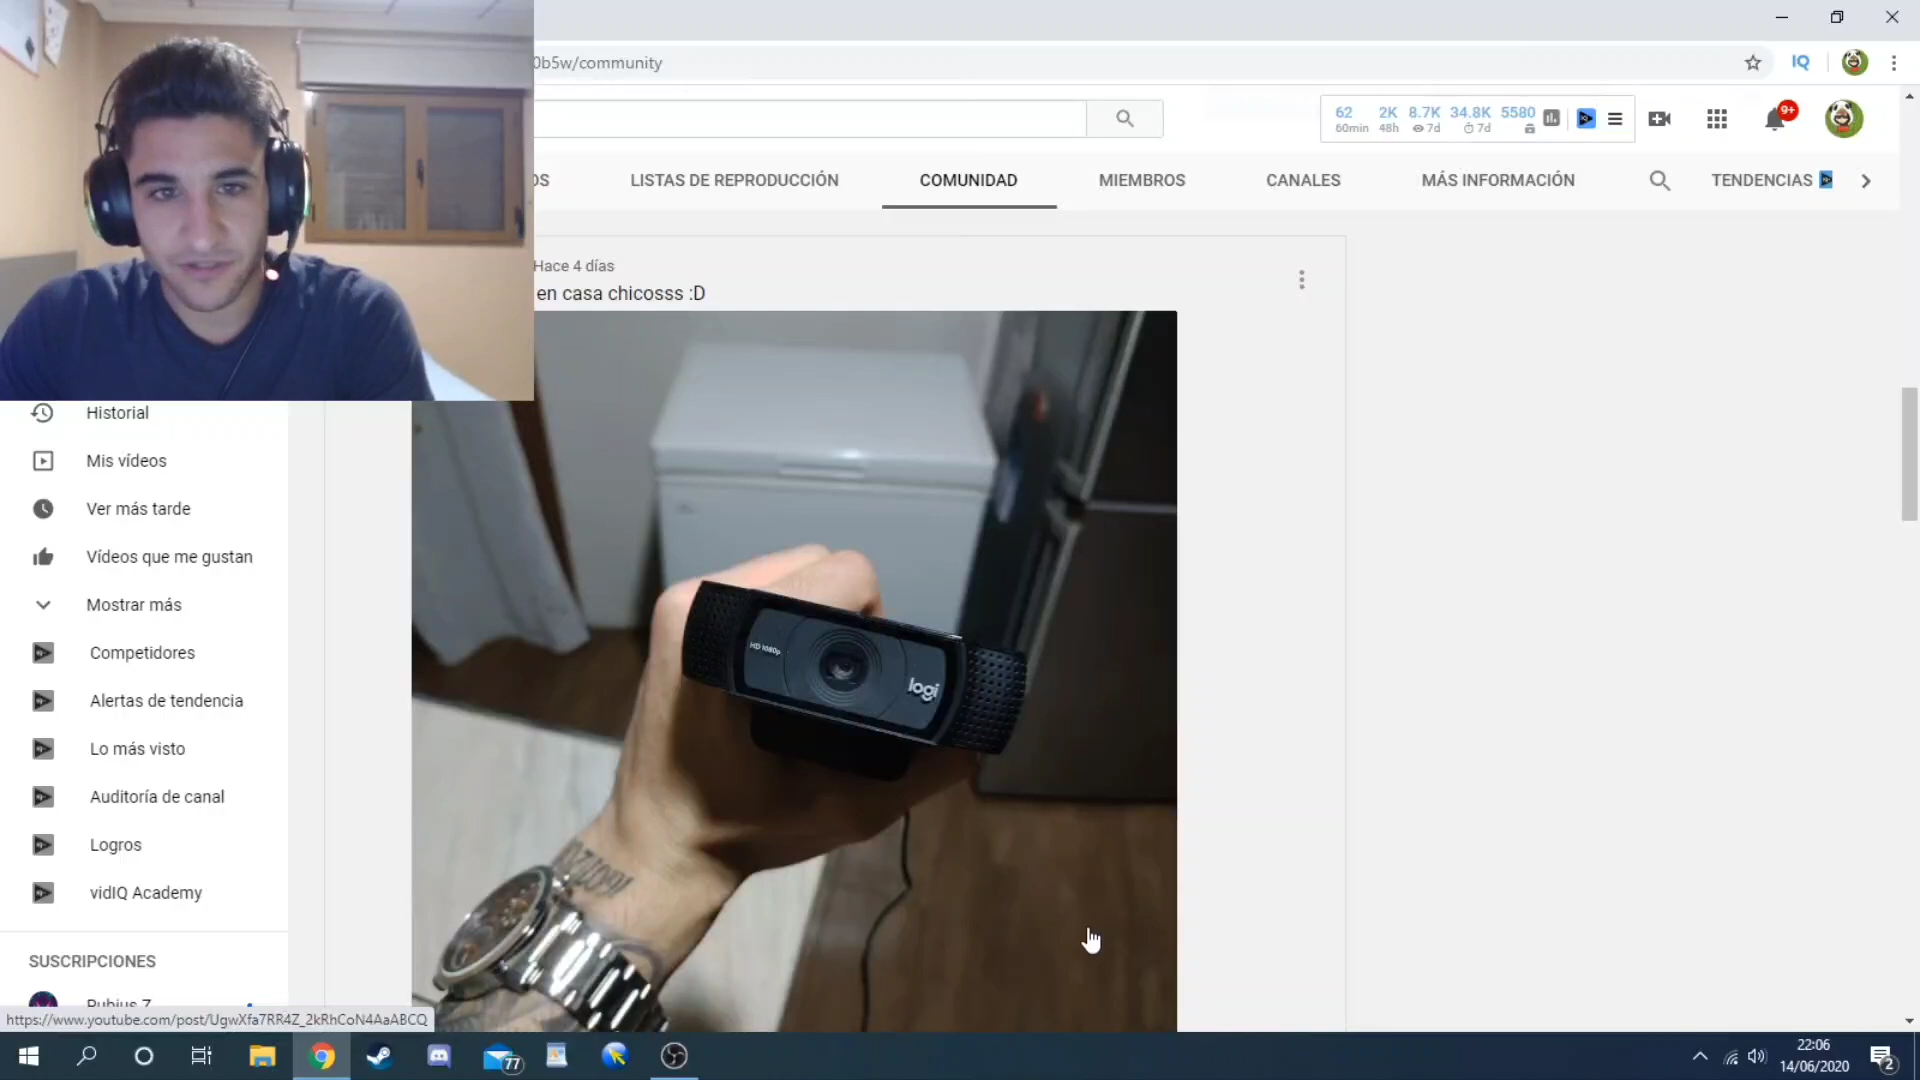 0b5w/community
IQ
62 2K 8.7K 34.8K 5580
60min 48h 7d 7d
9+
OS LISTAS DE REPRODUCCIÓN COMUNIDAD MIEMBROS CANALES MÁS INFORMACIÓN TENDENCIAS
Hace 4 días
en casa chicosss :D
Historial
Mis vídeos
Ver más tarde
Vídeos que me gustan
Mostrar más
Competidores
Alertas de tendencia
Lo más visto
Auditoría de canal
Logros
vidIQ Academy
SUSCRIPCIONES
Rubius Z
HD 1080p
logi
https://www.youtube.com/post/UgwXfa7RR4Z_2kRhCoN4AaABCQ
77
22:06
14/06/2020
2